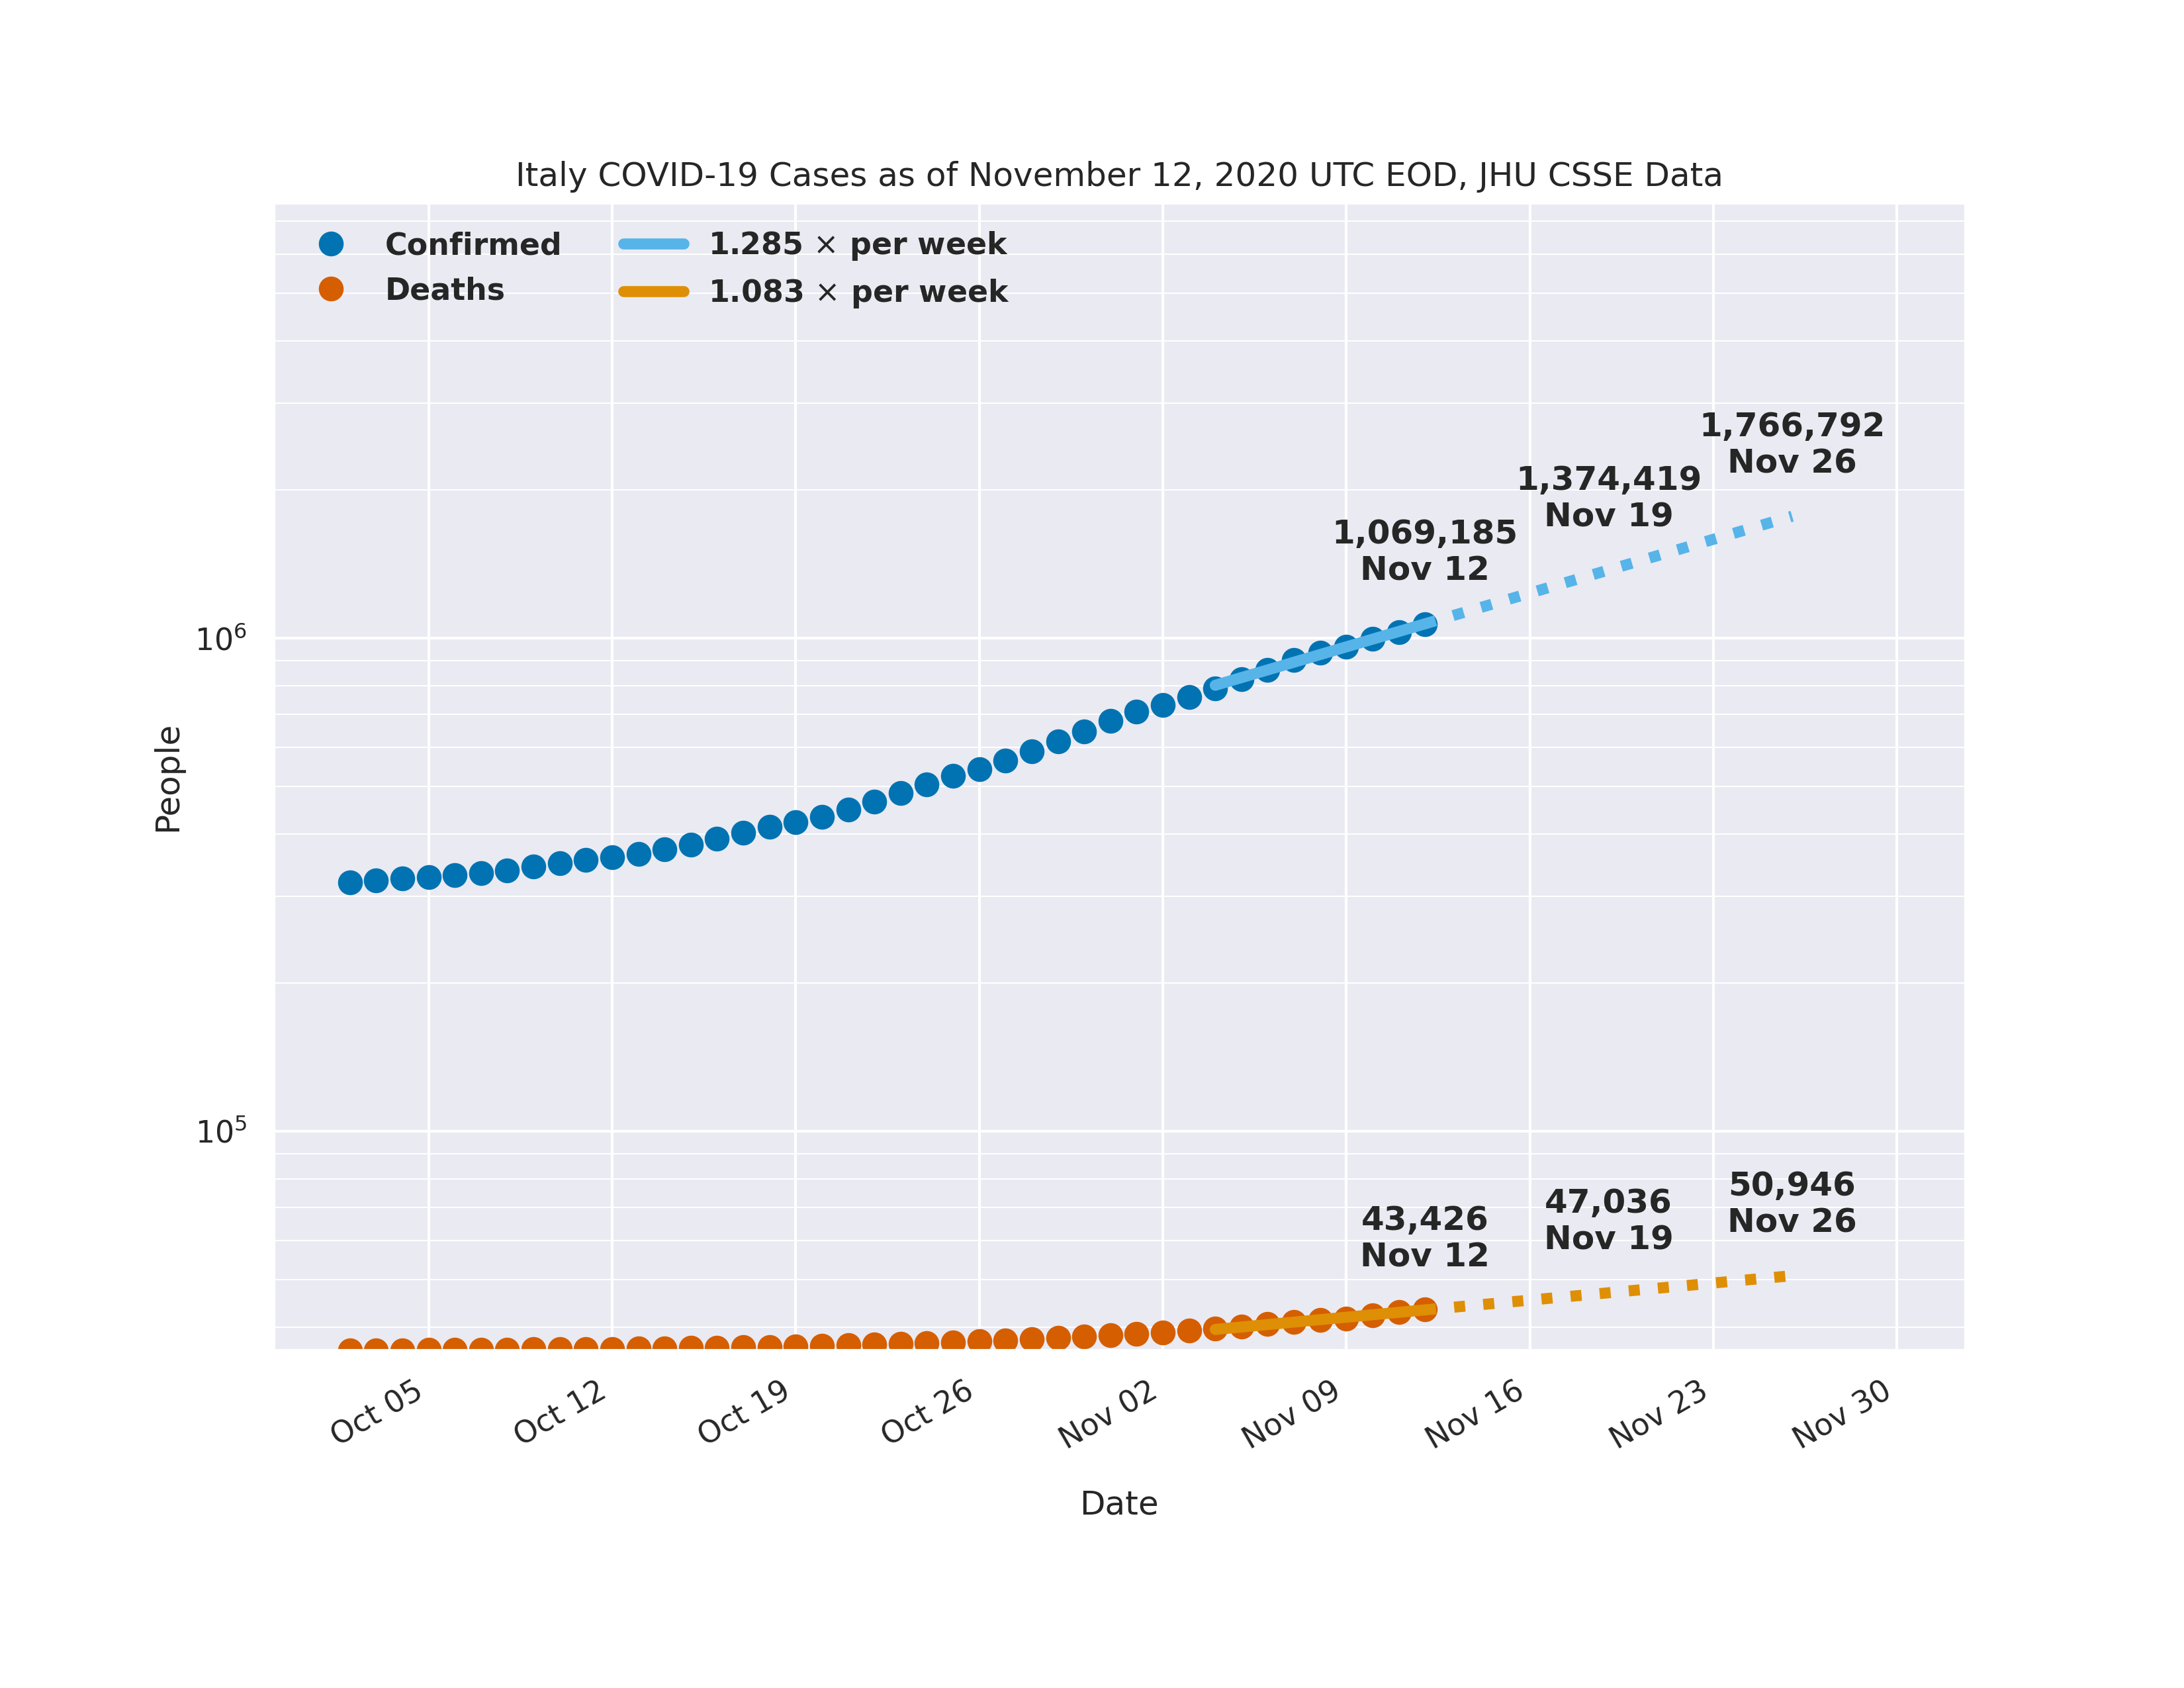 Italy COVID-19 Cases as of November 12, 2020 UTC EOD, JHU CSSE Data
Confirmed
Deaths
1.285 × per week
1.083 × per week
1,766,792
Nov 26
1,374,419
Nov 19
1,069,185
Nov 12
10⁶
People
10⁵
50,946
Nov 26
47,036
Nov 19
43,426
Nov 12
Oct 05
Oct 12
Oct 19
Oct 26
Nov 02
Nov 09
Nov 16
Nov 23
Nov 30
Date